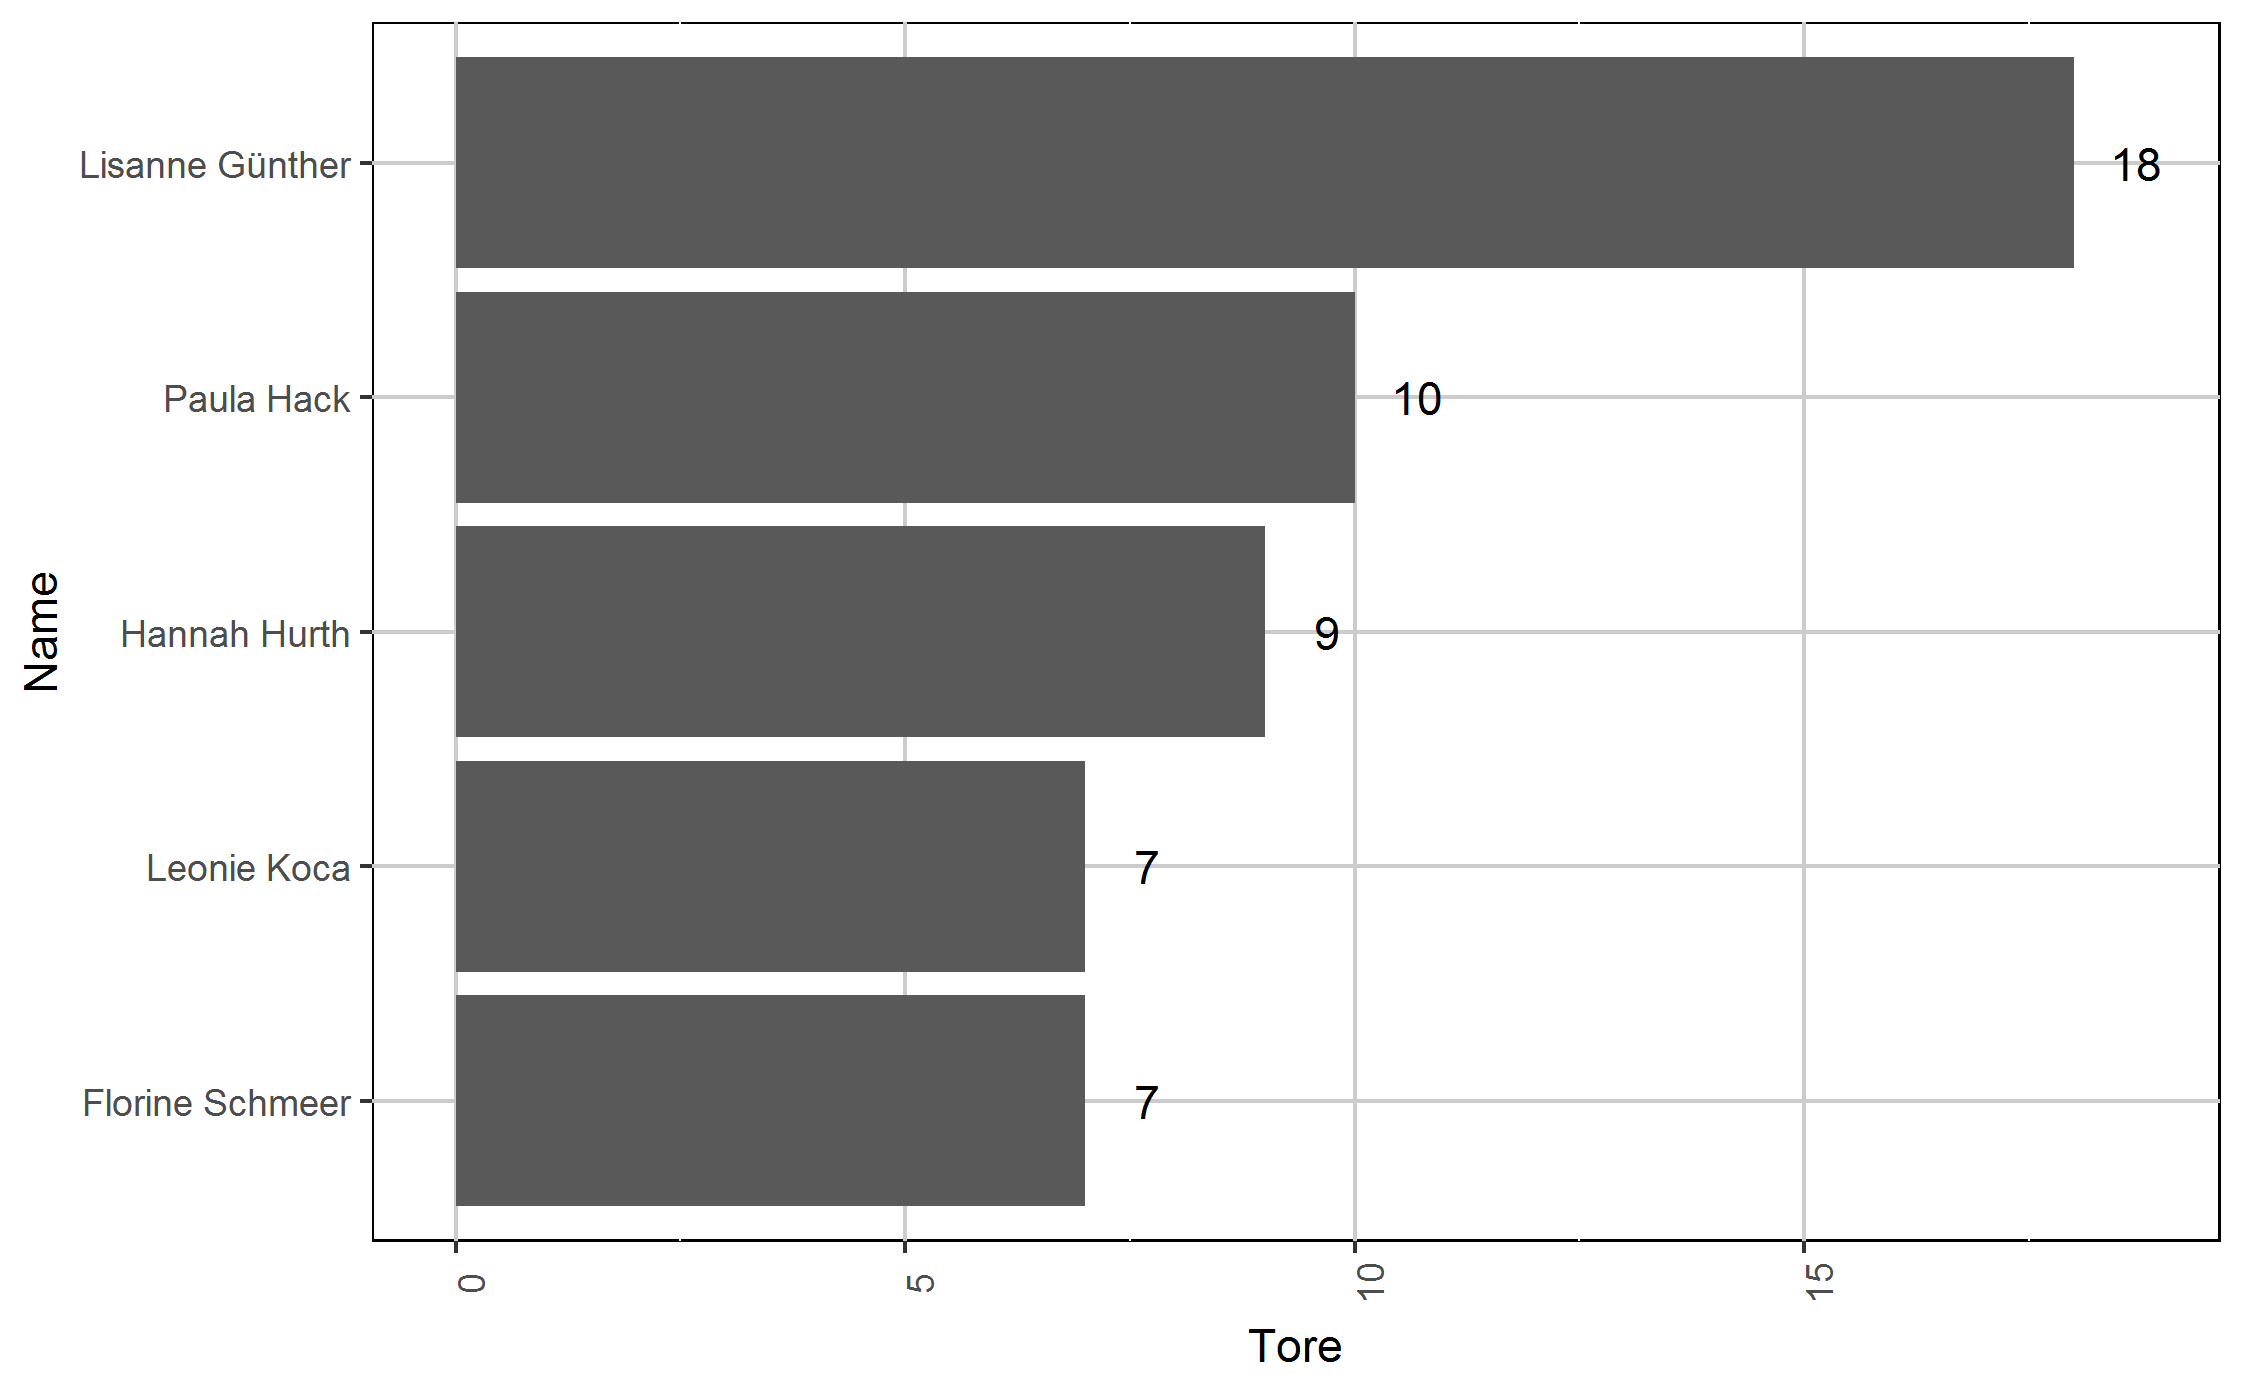 Lisanne Günther
18
Paula Hack
10
Hannah Hurth
9
Leonie Koca
7
Florine Schmeer
7
Name
0
5
10
15
Tore